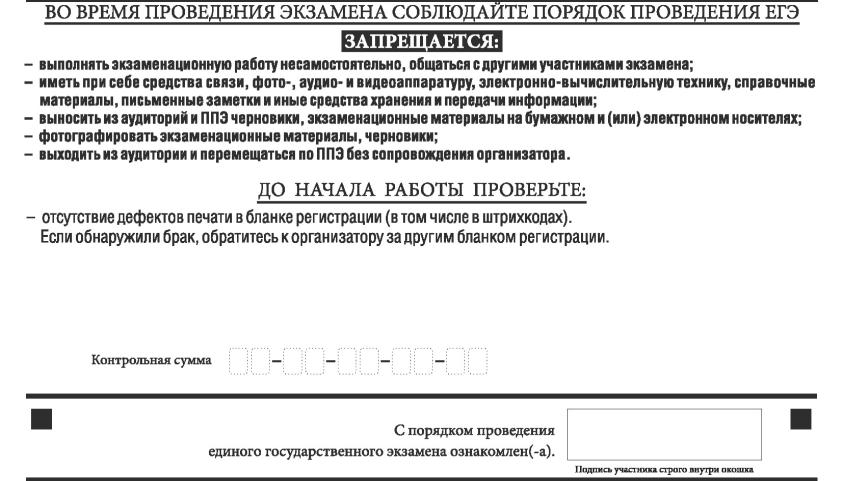 ВО ВРЕМЯ ПРОВЕДЕНИЯ ЭКЗАМЕНА СОБЛЮДАЙТЕ ПОРЯДОК ПРОВЕДЕНИЯ ЕГЭ
ЗАПРЕЩАЕТСЯ:
– выполнять экзаменационную работу несамостоятельно, общаться с другими участниками экзамена;
– иметь при себе средства связи, фото-, аудио- и видеоаппаратуру, электронно-вычислительную технику, справочные
материалы, письменные заметки и иные средства хранения и передачи информации;
– выносить из аудиторий и ППЭ черновики, экзаменационные материалы на бумажном и (или) электронном носителях;
– фотографировать экзаменационные материалы, черновики;
– выходить из аудитории и перемещаться по ППЭ без сопровождения организатора.
ДО НАЧАЛА РАБОТЫ ПРОВЕРЬТЕ:
– отсутствие дефектов печати в бланке регистрации (в том числе в штрихкодах).
Если обнаружили брак, обратитесь к организатору за другим бланком регистрации.
Контрольная сумма – – – –
С порядком проведения
единого государственного экзамена ознакомлен(-а).
Подпись участника строго внутри окошка